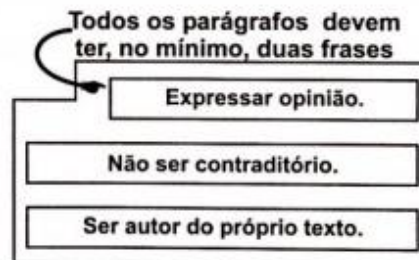 Todos os parágrafos devem
ter, no mínimo, duas frases
Expressar opinião.
Não ser contraditório.
Ser autor do próprio texto.